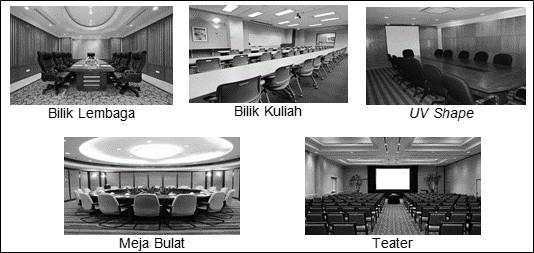 Bilik Lembaga
Bilik Kuliah
UV Shape
Meja Bulat
Teater